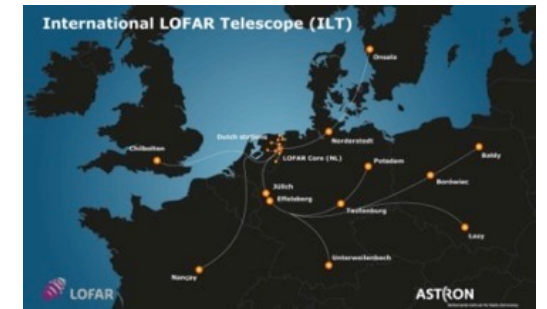 International LOFAR Telescope (ILT)
Onsala
Dutch stations
Norderstedt
Chilbolton
LOFAR Core (NL)
Potsdam
Baldy
Jülich
Borówiec
Effelsberg
Tautenburg
Lazy
Unterweilenbach
Nançay
LOFAR
ASTRON